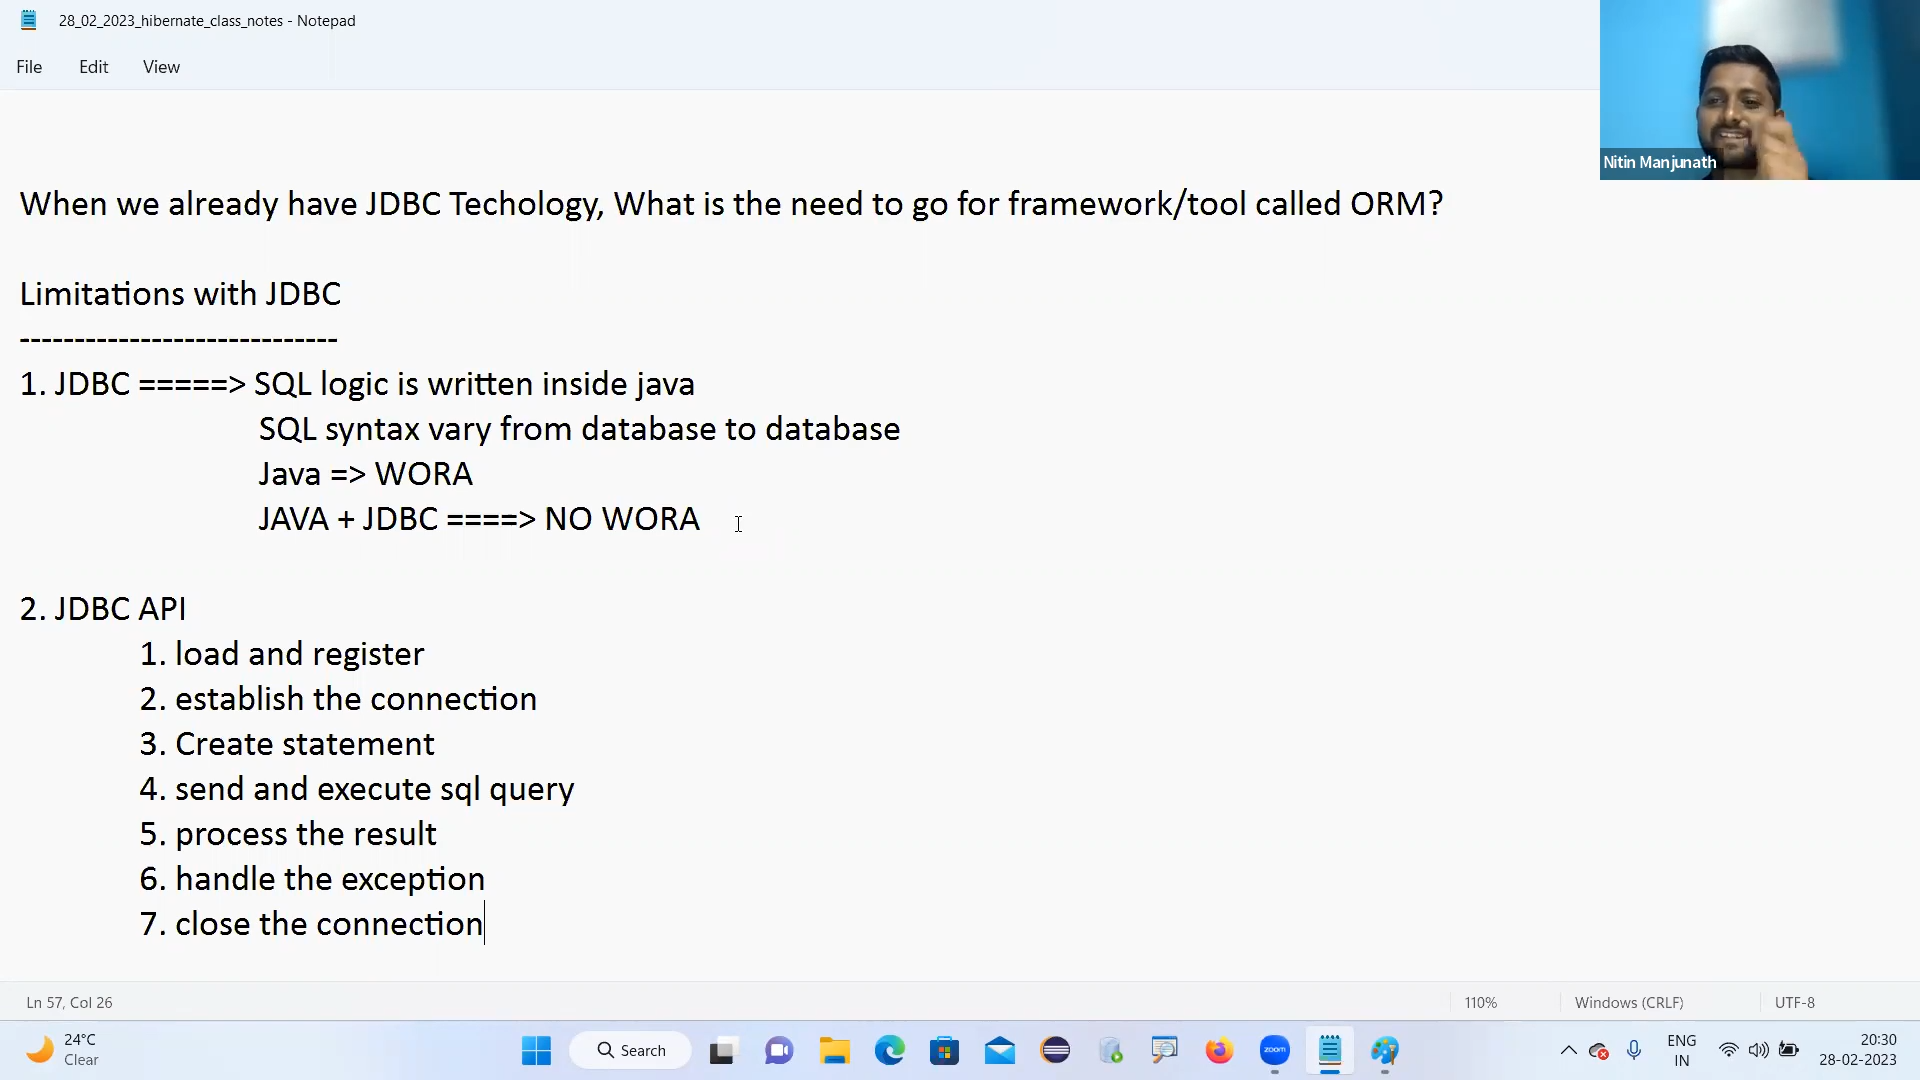 28_02_2023_hibernate_class_notes - Notepad
File Edit View
Nitin Manjunath
When we already have JDBC Techology, What is the need to go for framework/tool called ORM?
Limitations with JDBC
-----------------------------
1. JDBC =====> SQL logic is written inside java
SQL syntax vary from database to database
Java => WORA
JAVA + JDBC ====> NO WORA
2. JDBC API
1. load and register
2. establish the connection
3. Create statement
4. send and execute sql query
5. process the result
6. handle the exception
7. close the connection
Ln 57, Col 26 110% Windows (CRLF) UTF-8
24°C
Clear
Search
zoom
ENG
IN
20:30
28-02-2023